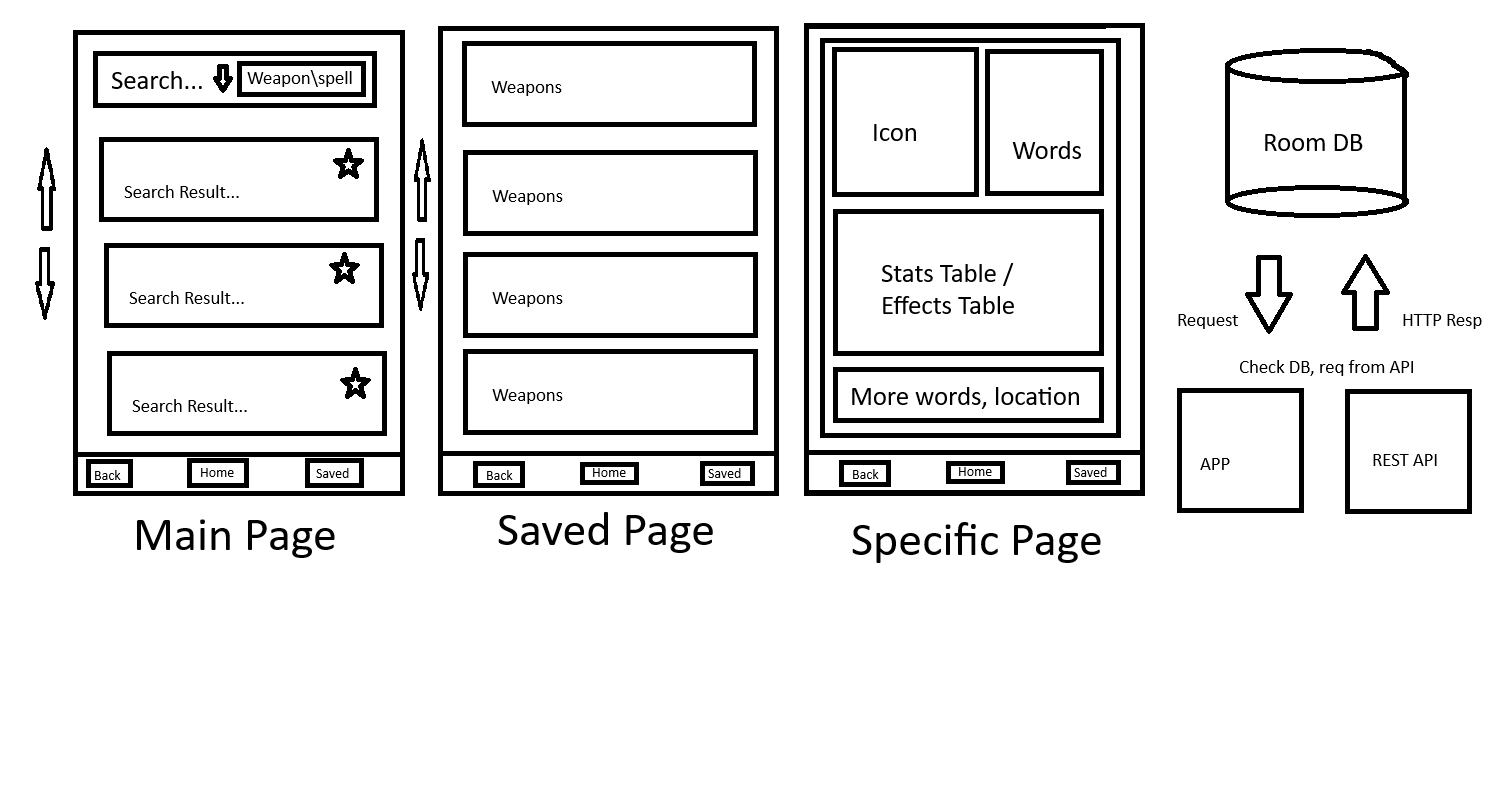 Search...
Weapon\spell
Search Result...
Search Result...
Search Result...
Back
Home
Saved
Main Page
Weapons
Weapons
Weapons
Weapons
Back
Home
Saved
Saved Page
Icon
Words
Stats Table /
Effects Table
More words, location
Back
Home
Saved
Specific Page
Room DB
Request
HTTP Resp
Check DB, req from API
APP
REST API